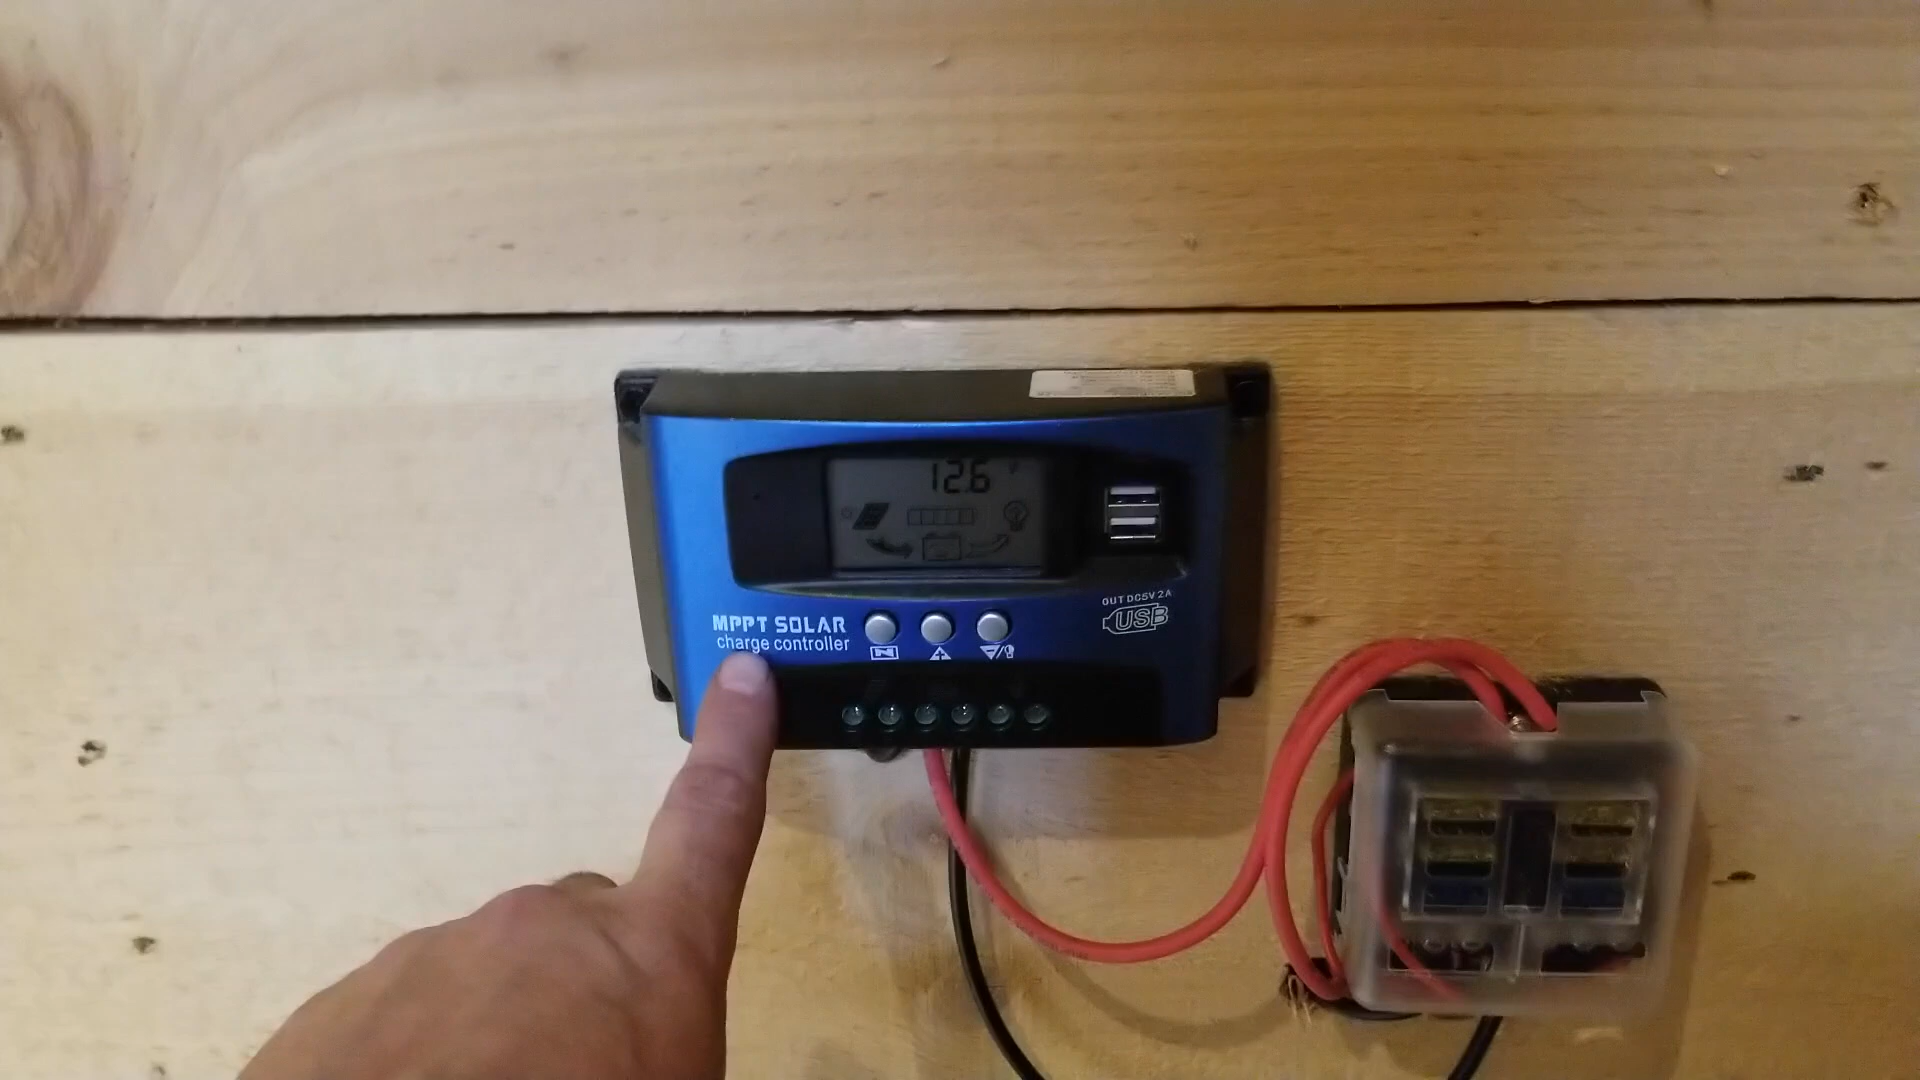 12.6
MPPT SOLAR
charge controller
OUT DC5V 2A
USB